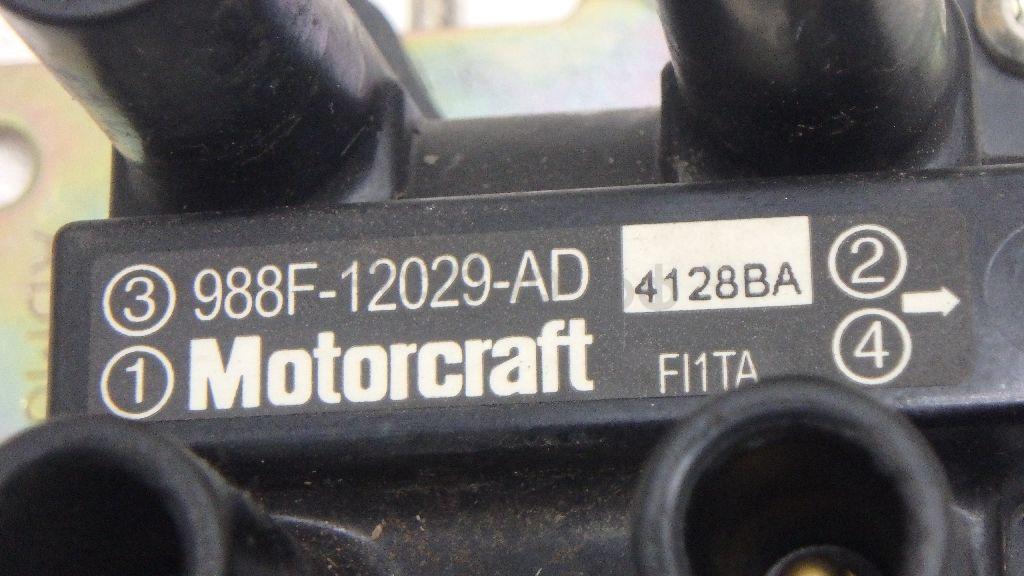 ③ 988F-12029-AD 4128BA ②
① Motorcraft FI1TA ④